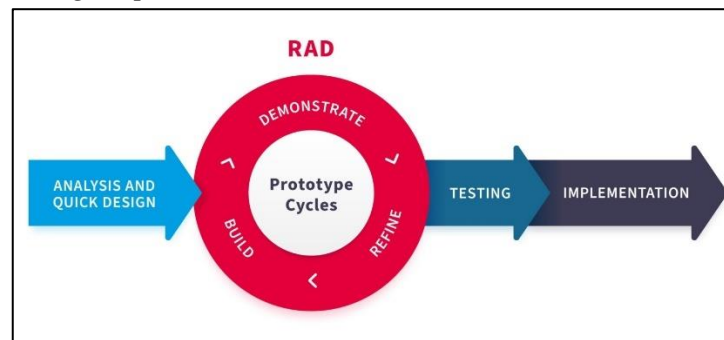 RAD
ANALYSIS AND
QUICK DESIGN
DEMONSTRATE
Prototype
Cycles
BUILD
REFINE
TESTING
IMPLEMENTATION